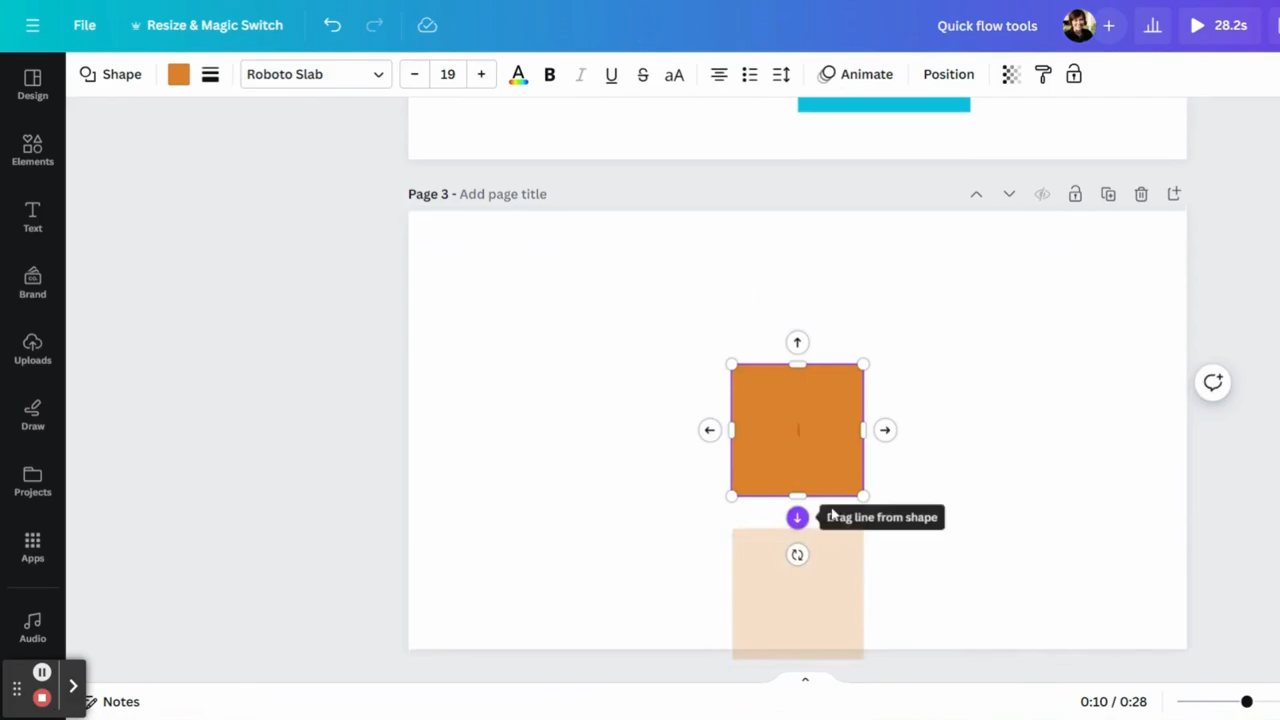 File
Resize & Magic Switch
Quick flow tools
28.2s
Shape
Roboto Slab
19
A
B
I
U
S
aA
Animate
Position
Design
Elements
Text
Brand
Uploads
Draw
Projects
Apps
Audio
Page 3 - Add page title
Drag line from shape
Notes
0:10 / 0:28